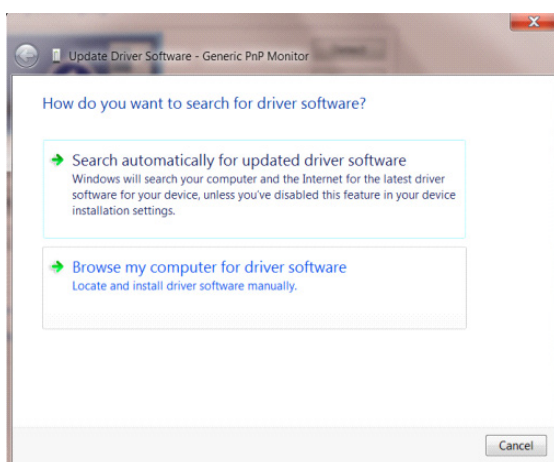 X
Update Driver Software - Generic PnP Monitor
How do you want to search for driver software?
Search automatically for updated driver software
Windows will search your computer and the Internet for the latest driver
software for your device, unless you've disabled this feature in your device
installation settings.
Browse my computer for driver software
Locate and install driver software manually.
Cancel